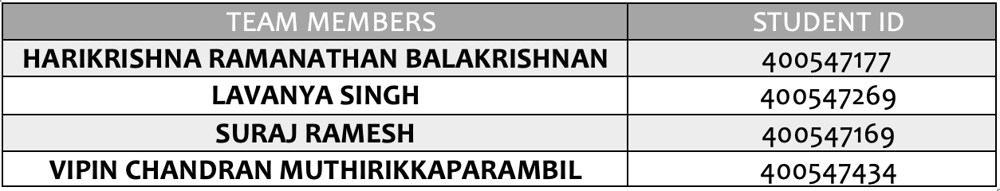 TEAM MEMBERS STUDENT ID
HARIKRISHNA RAMANATHAN BALAKRISHNAN 400547177
LAVANYA SINGH 400547269
SURAJ RAMESH 400547169
VIPIN CHANDRAN MUTHIRIKKAPARAMBIL 400547434